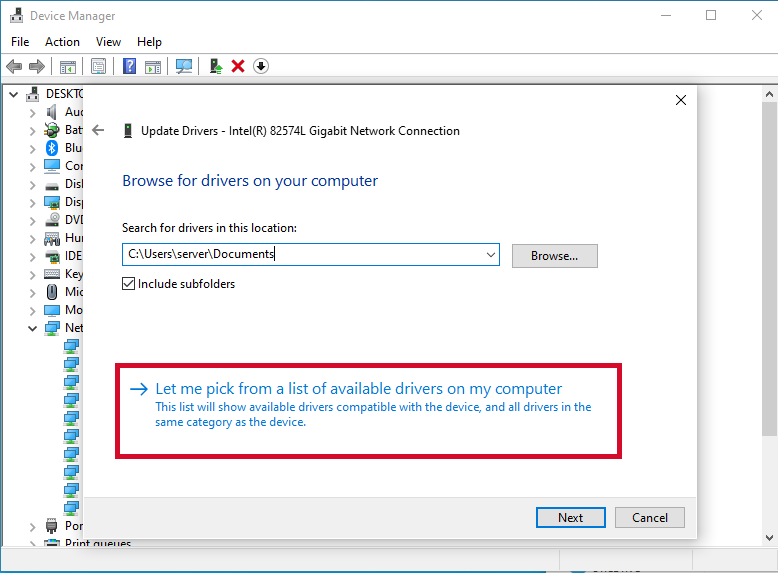 Device Manager
File Action View Help
DESKTO
Aud
Bat
Update Drivers - Intel(R) 82574L Gigabit Network Connection
Blu
Con
Browse for drivers on your computer
Disk
Disp
DVD
Search for drivers in this location:
Hum
C:\Users\server\Documents
Browse...
IDE
Key
Include subfolders
Mic
Mo
Net
Let me pick from a list of available drivers on my computer
This list will show available drivers compatible with the device, and all drivers in the
same category as the device.
Next Cancel
Por
Print queues